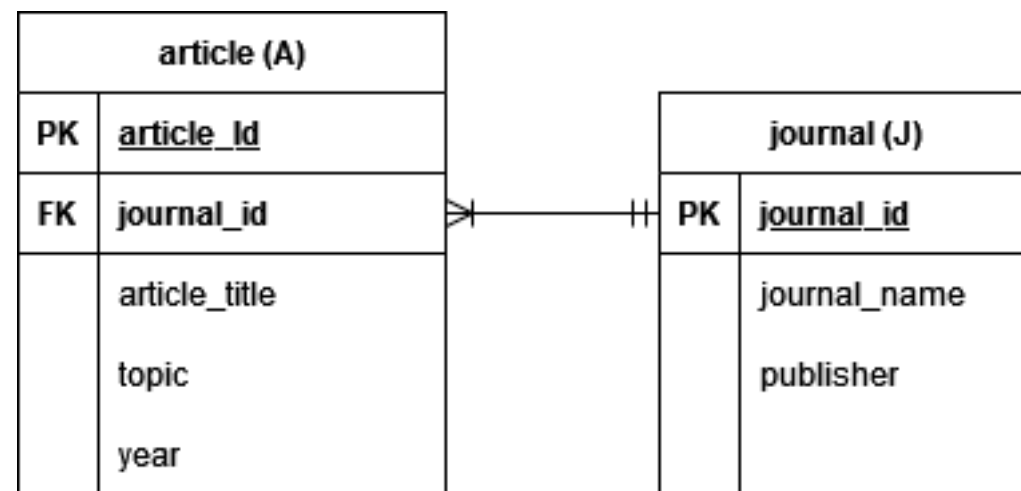 article (A)
PK article_Id
FK journal_id
article_title
topic
year
journal (J)
PK journal_id
journal_name
publisher